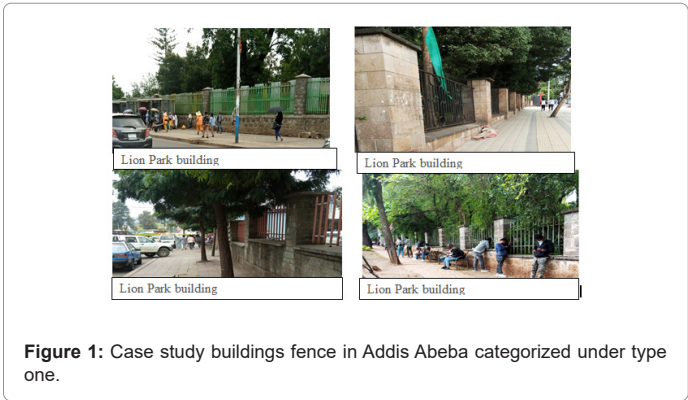 Lion Park building
Lion Park building
Lion Park building
Lion Park building
Figure 1: Case study buildings fence in Addis Abeba categorized under type
one.